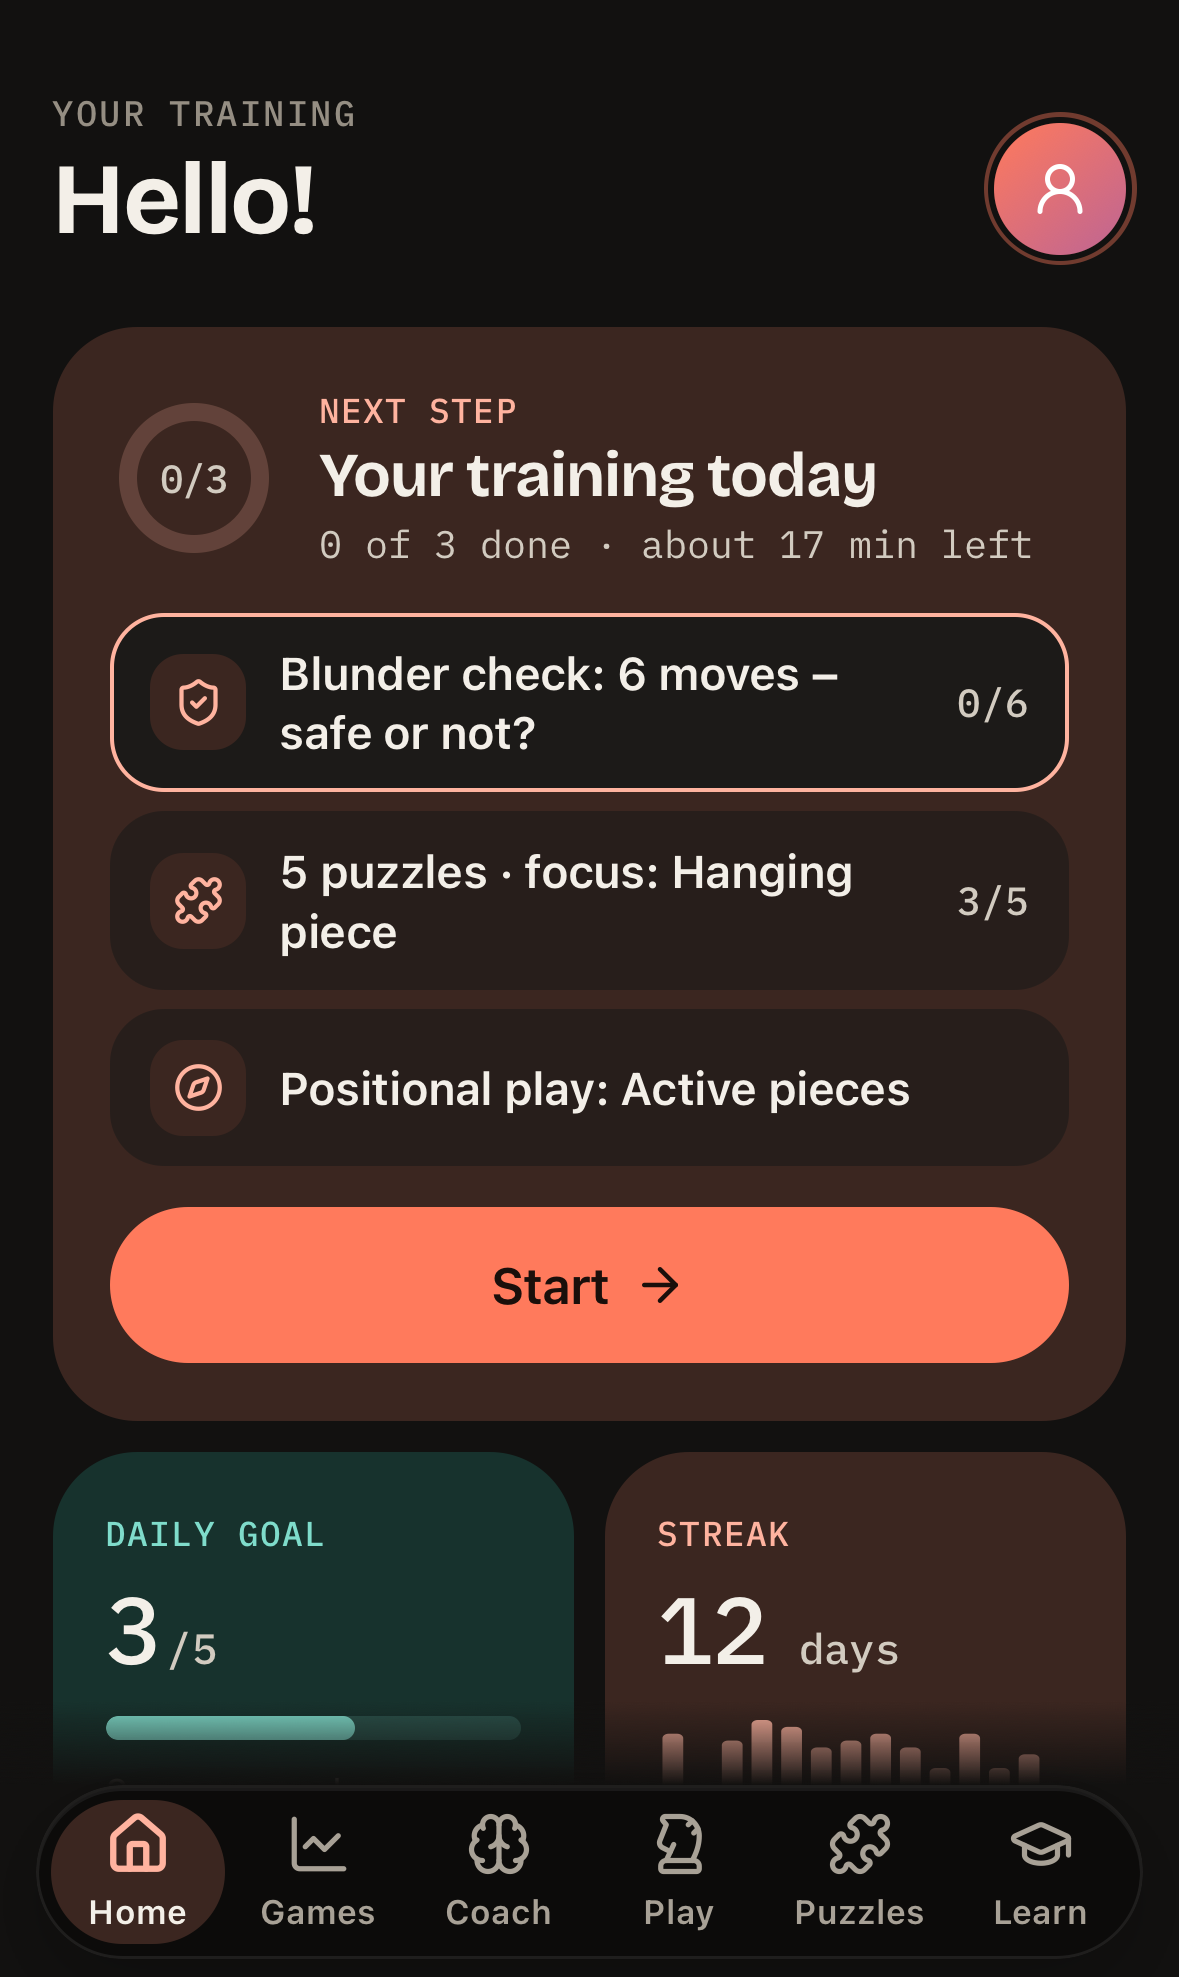 YOUR TRAINING
Hello!
NEXT STEP
0/3
Your training today
0 of 3 done · about 17 min left
Blunder check: 6 moves –
safe or not?
0/6
5 puzzles · focus: Hanging
piece
3/5
Positional play: Active pieces
Start →
DAILY GOAL
3/5
STREAK
12 days
Home
Games
Coach
Play
Puzzles
Learn